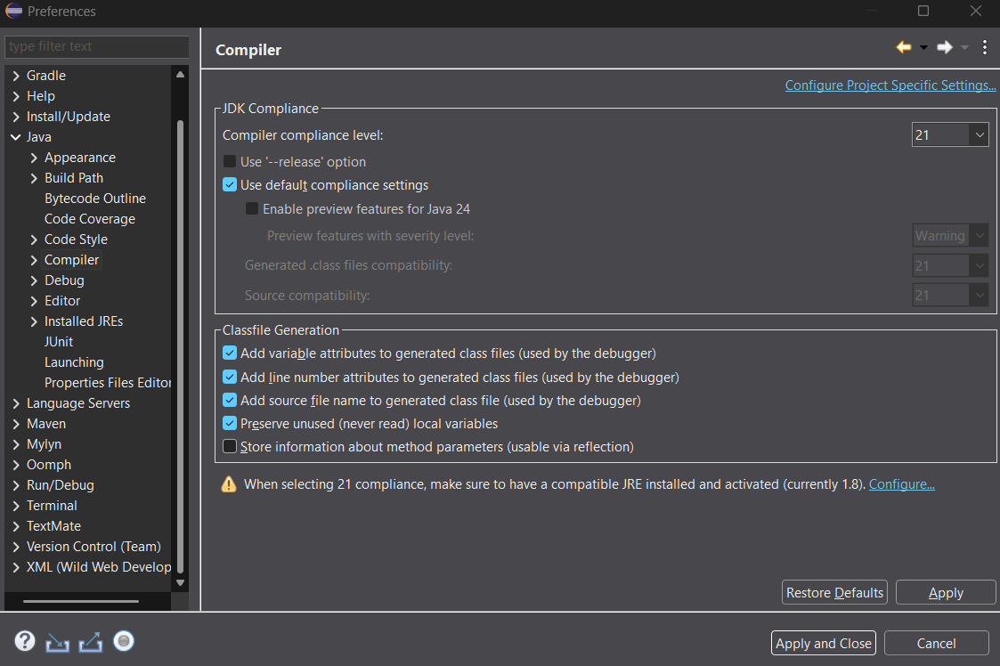 Preferences
type filter text
Gradle
Help
Install/Update
Java
Appearance
Build Path
Bytecode Outline
Code Coverage
Code Style
Compiler
Debug
Editor
Installed JREs
JUnit
Launching
Properties Files Editor
Language Servers
Maven
Mylyn
Oomph
Run/Debug
Terminal
TextMate
Version Control (Team)
XML (Wild Web Develop
Compiler
Configure Project Specific Settings...
JDK Compliance
Compiler compliance level: 21
Use '--release' option
Use default compliance settings
Enable preview features for Java 24
Preview features with severity level: Warning
Generated .class files compatibility: 21
Source compatibility: 21
Classfile Generation
Add variable attributes to generated class files (used by the debugger)
Add line number attributes to generated class files (used by the debugger)
Add source file name to generated class file (used by the debugger)
Preserve unused (never read) local variables
Store information about method parameters (usable via reflection)
When selecting 21 compliance, make sure to have a compatible JRE installed and activated (currently 1.8). Configure...
Restore Defaults Apply
? Apply and Close Cancel